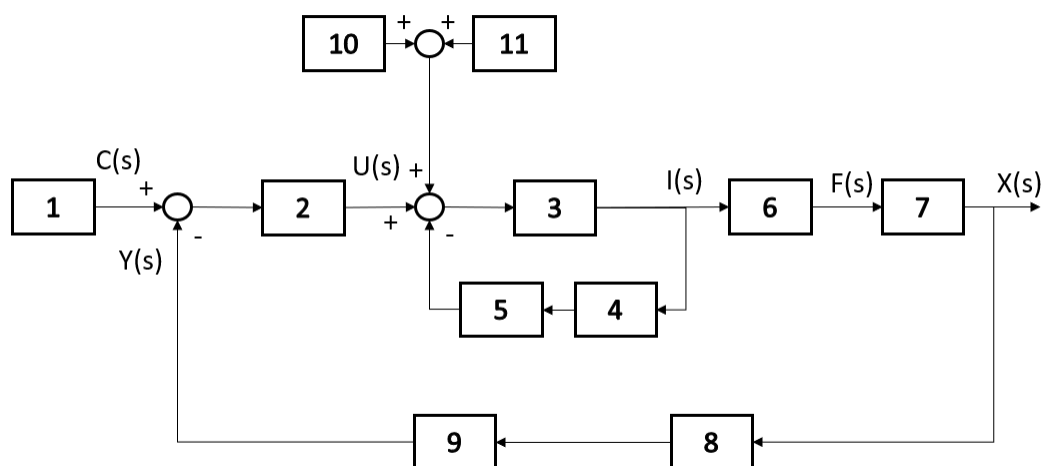 + +
10 11
C(s) U(s) + I(s) F(s) X(s)
+
1 2 3 6 7
+
- -
Y(s)
5 4
9 8